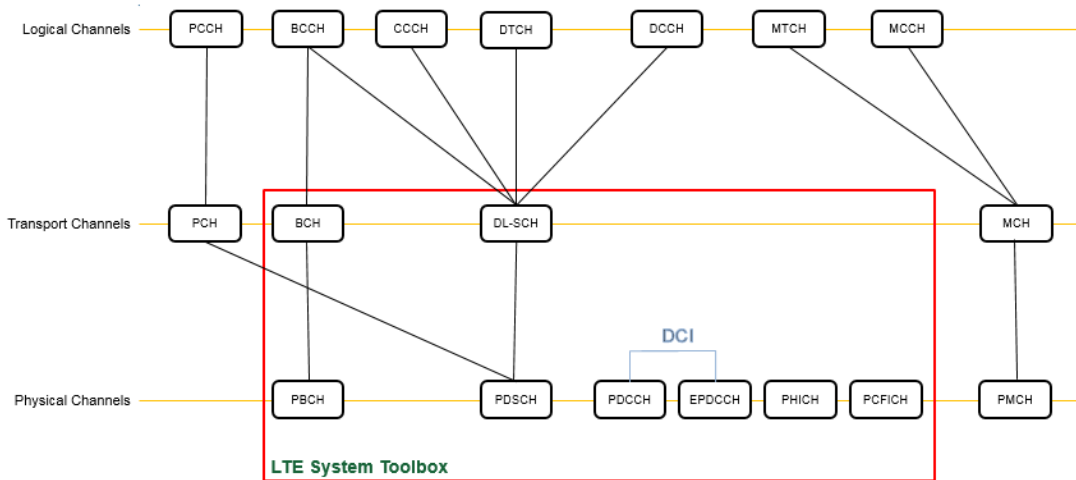 Logical Channels PCCH BCCH CCCH DTCH DCCH MTCH MCCH
Transport Channels PCH BCH DL-SCH MCH
DCI
Physical Channels PBCH PDSCH PDCCH EPDCCH PHICH PCFICH PMCH
LTE System Toolbox